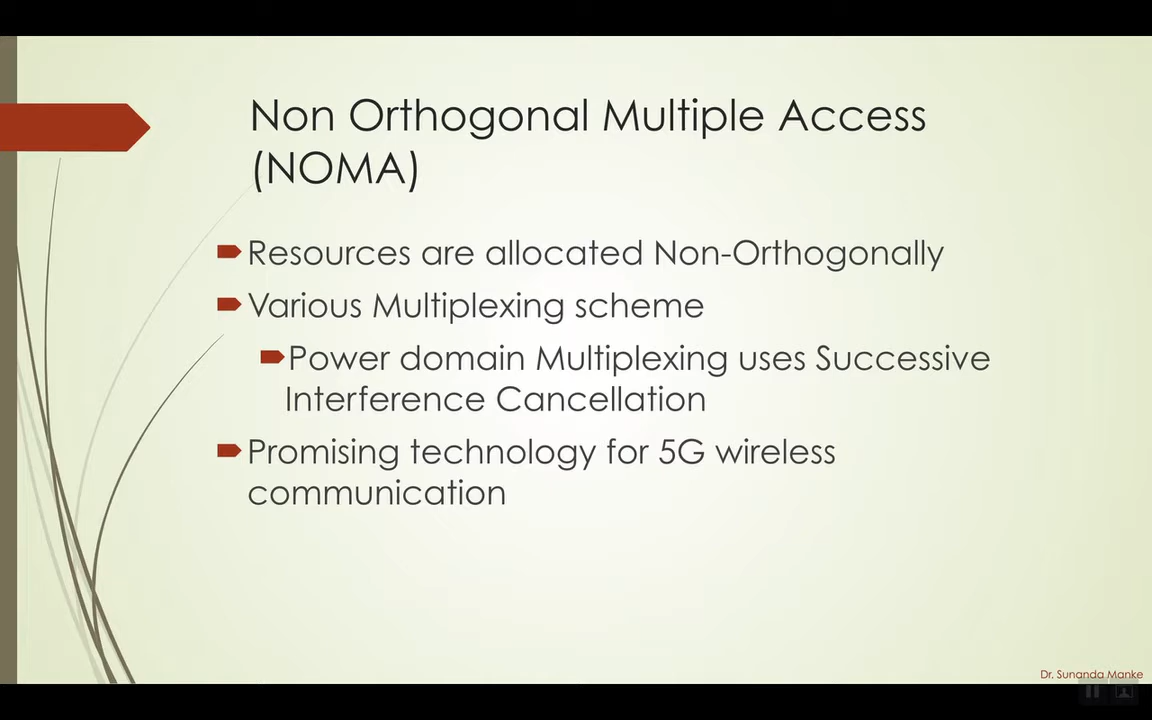 Non Orthogonal Multiple Access
(NOMA)
Resources are allocated Non-Orthogonally
Various Multiplexing scheme
Power domain Multiplexing uses Successive
Interference Cancellation
Promising technology for 5G wireless
communication
Dr. Sunanda Manke